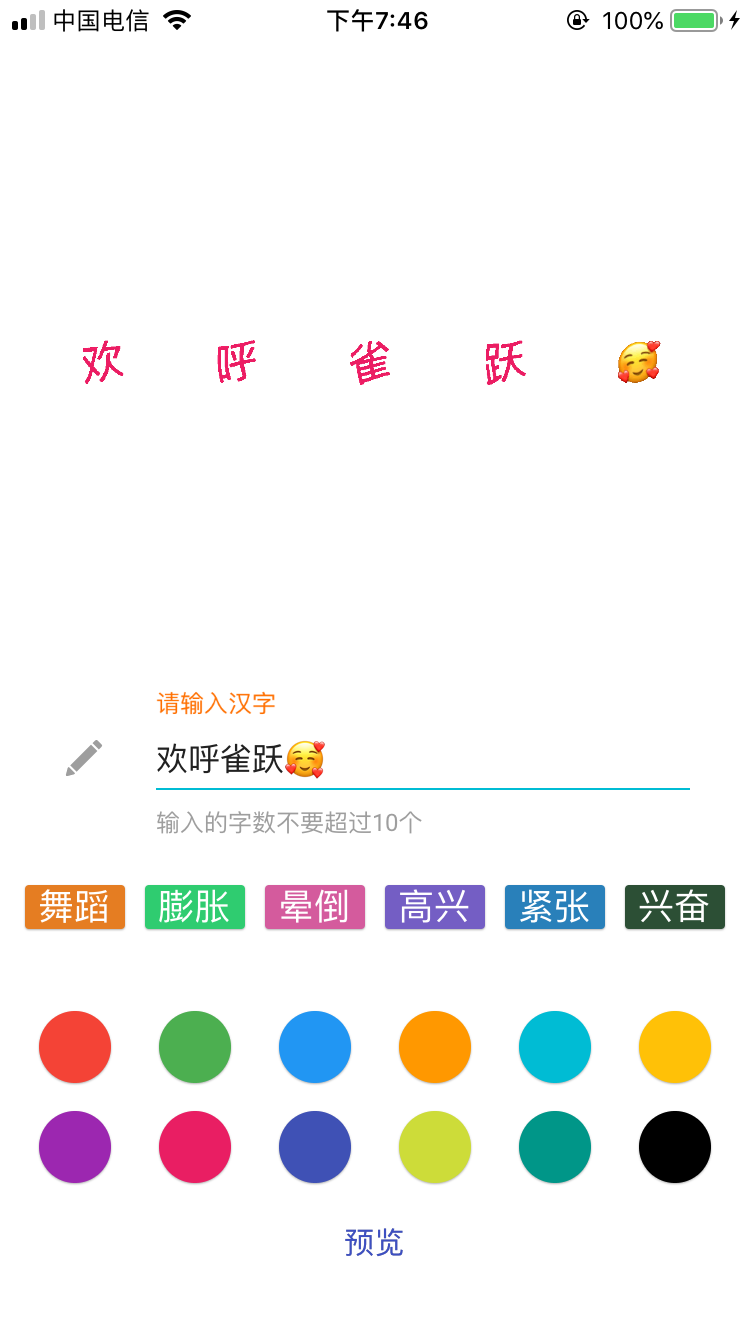 中国电信 下午7:46 100%
欢 呼 雀 跃 🥰
请输入汉字
欢呼雀跃🥰
输入的字数不要超过10个
舞蹈 膨胀 晕倒 高兴 紧张 兴奋
预览